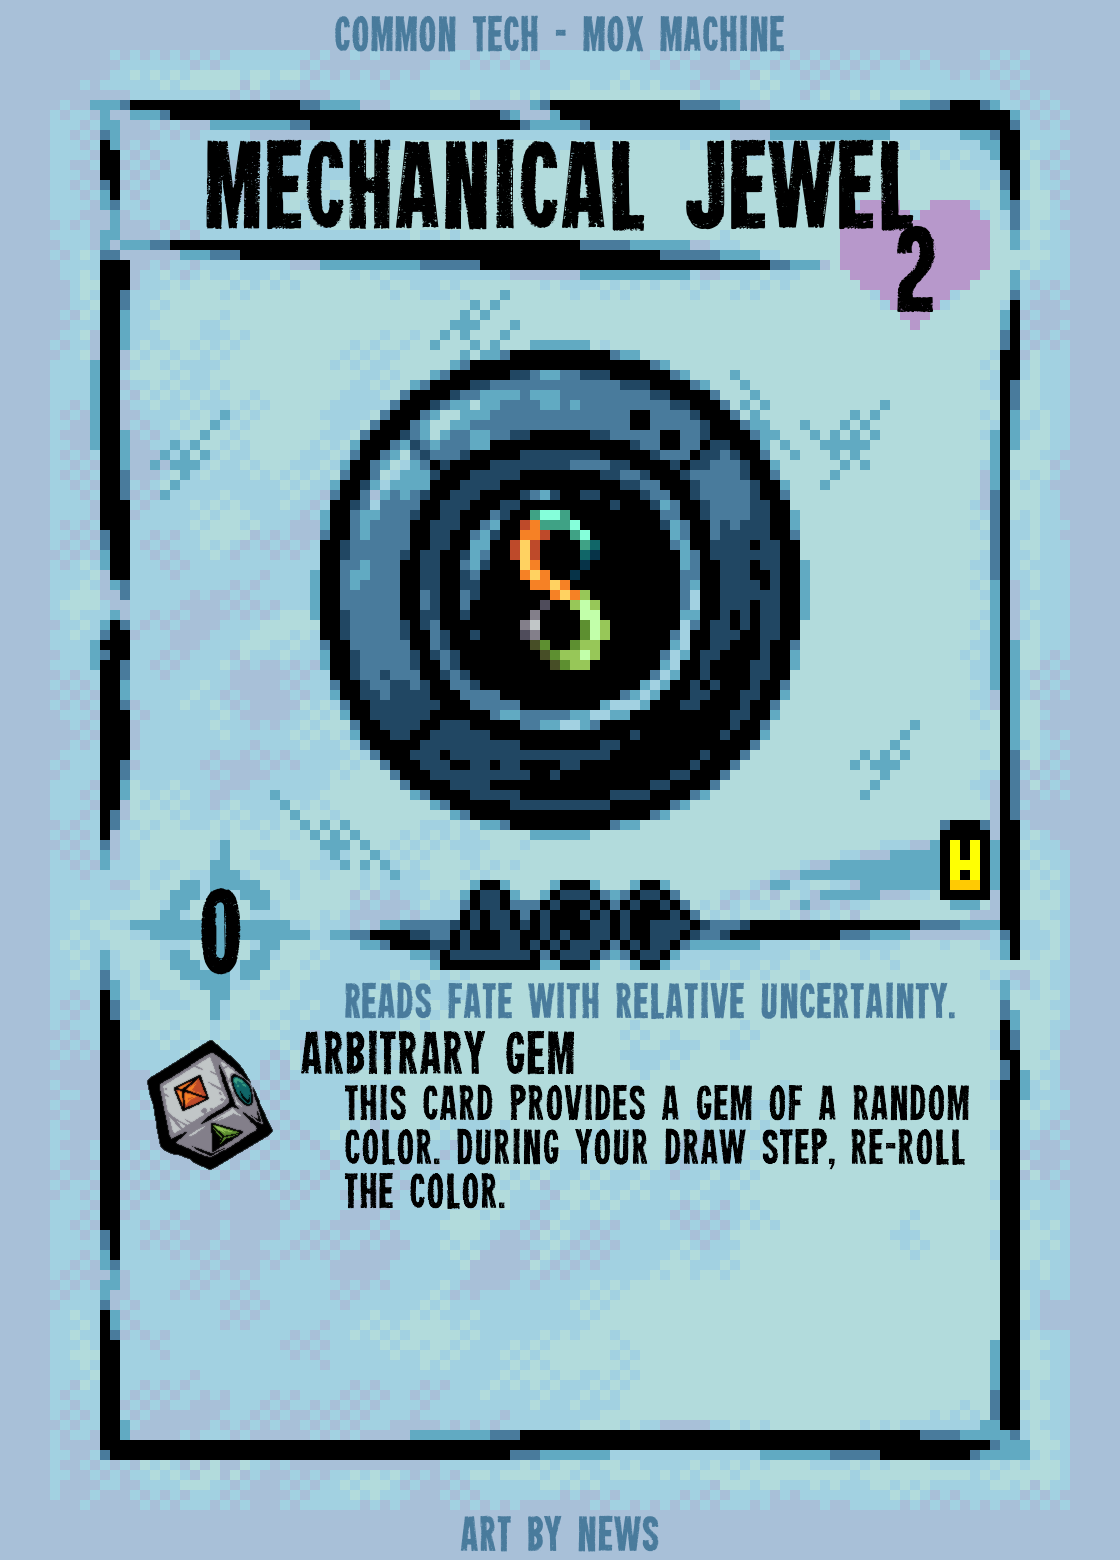 COMMON TECH - MOX MACHINE
MECHANICAL JEWEL
2
0
READS FATE WITH RELATIVE UNCERTAINTY.
ARBITRARY GEM
THIS CARD PROVIDES A GEM OF A RANDOM
COLOR. DURING YOUR DRAW STEP, RE-ROLL
THE COLOR.
ART BY NEWS